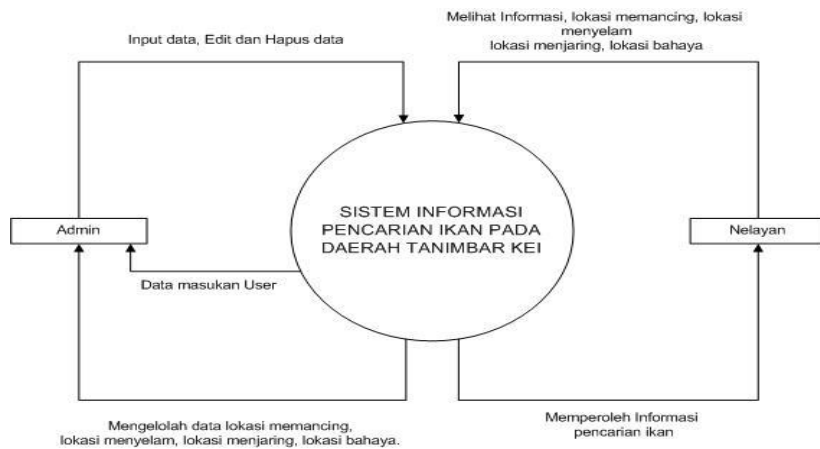 Input data, Edit dan Hapus data
Melihat Informasi, lokasi memancing, lokasi
menyelam
lokasi menjaring, lokasi bahaya
SISTEM INFORMASI
PENCARIAN IKAN PADA
DAERAH TANIMBAR KEI
Admin
Nelayan
Data masukan User
Mengelolah data lokasi memancing,
lokasi menyelam, lokasi menjaring, lokasi bahaya.
Memperoleh Informasi
pencarian ikan